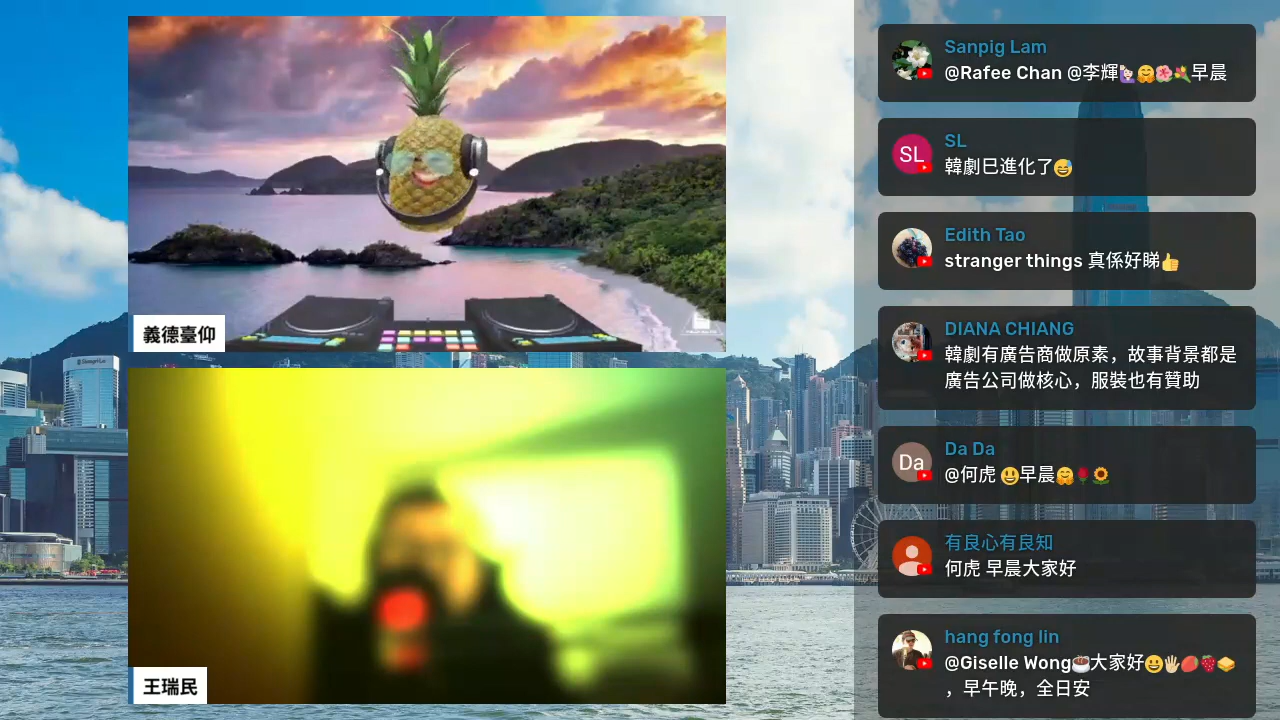 義德臺仰
王瑞民
Sanpig Lam
@Rafee Chan @李輝🙋🏻‍♀️🤗🌸💐早晨
SL
SL
韓劇巳進化了😅
Edith Tao
stranger things 真係好睇👍
DIANA CHIANG
韓劇有廣告商做原素，故事背景都是
廣告公司做核心，服裝也有贊助
Da
Da Da
@何虎 😃早晨🤗🌹🌻
有良心有良知
何虎 早晨大家好
hang fong lin
@Giselle Wong☕大家好😀🖐🏻🥭🍓🧈
，早午晚，全日安